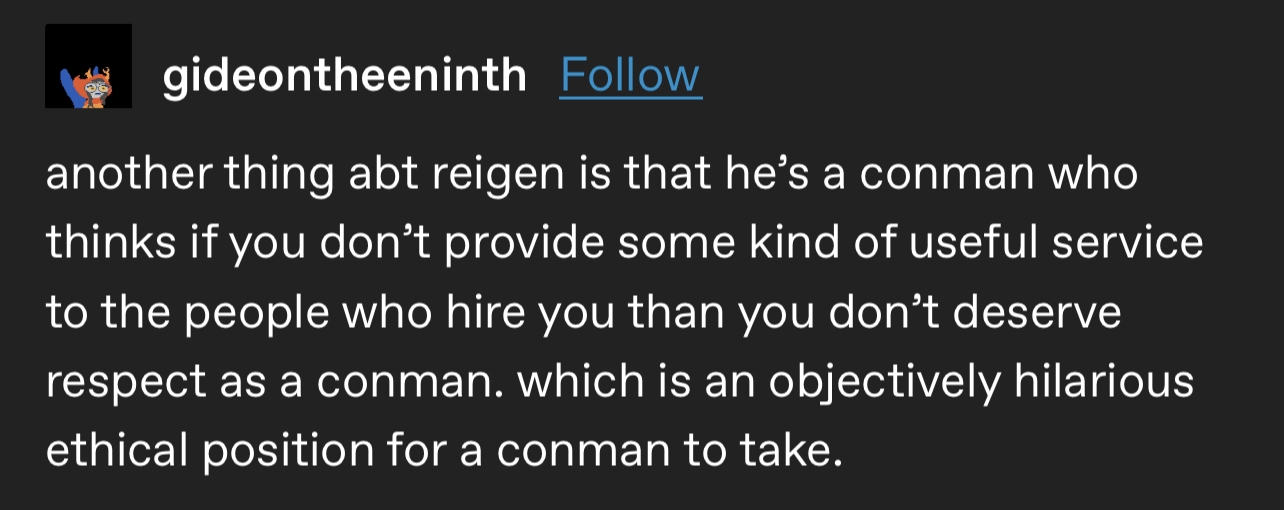 gideontheeninth Follow
another thing abt reigen is that he’s a conman who
thinks if you don’t provide some kind of useful service
to the people who hire you than you don’t deserve
respect as a conman. which is an objectively hilarious
ethical position for a conman to take.